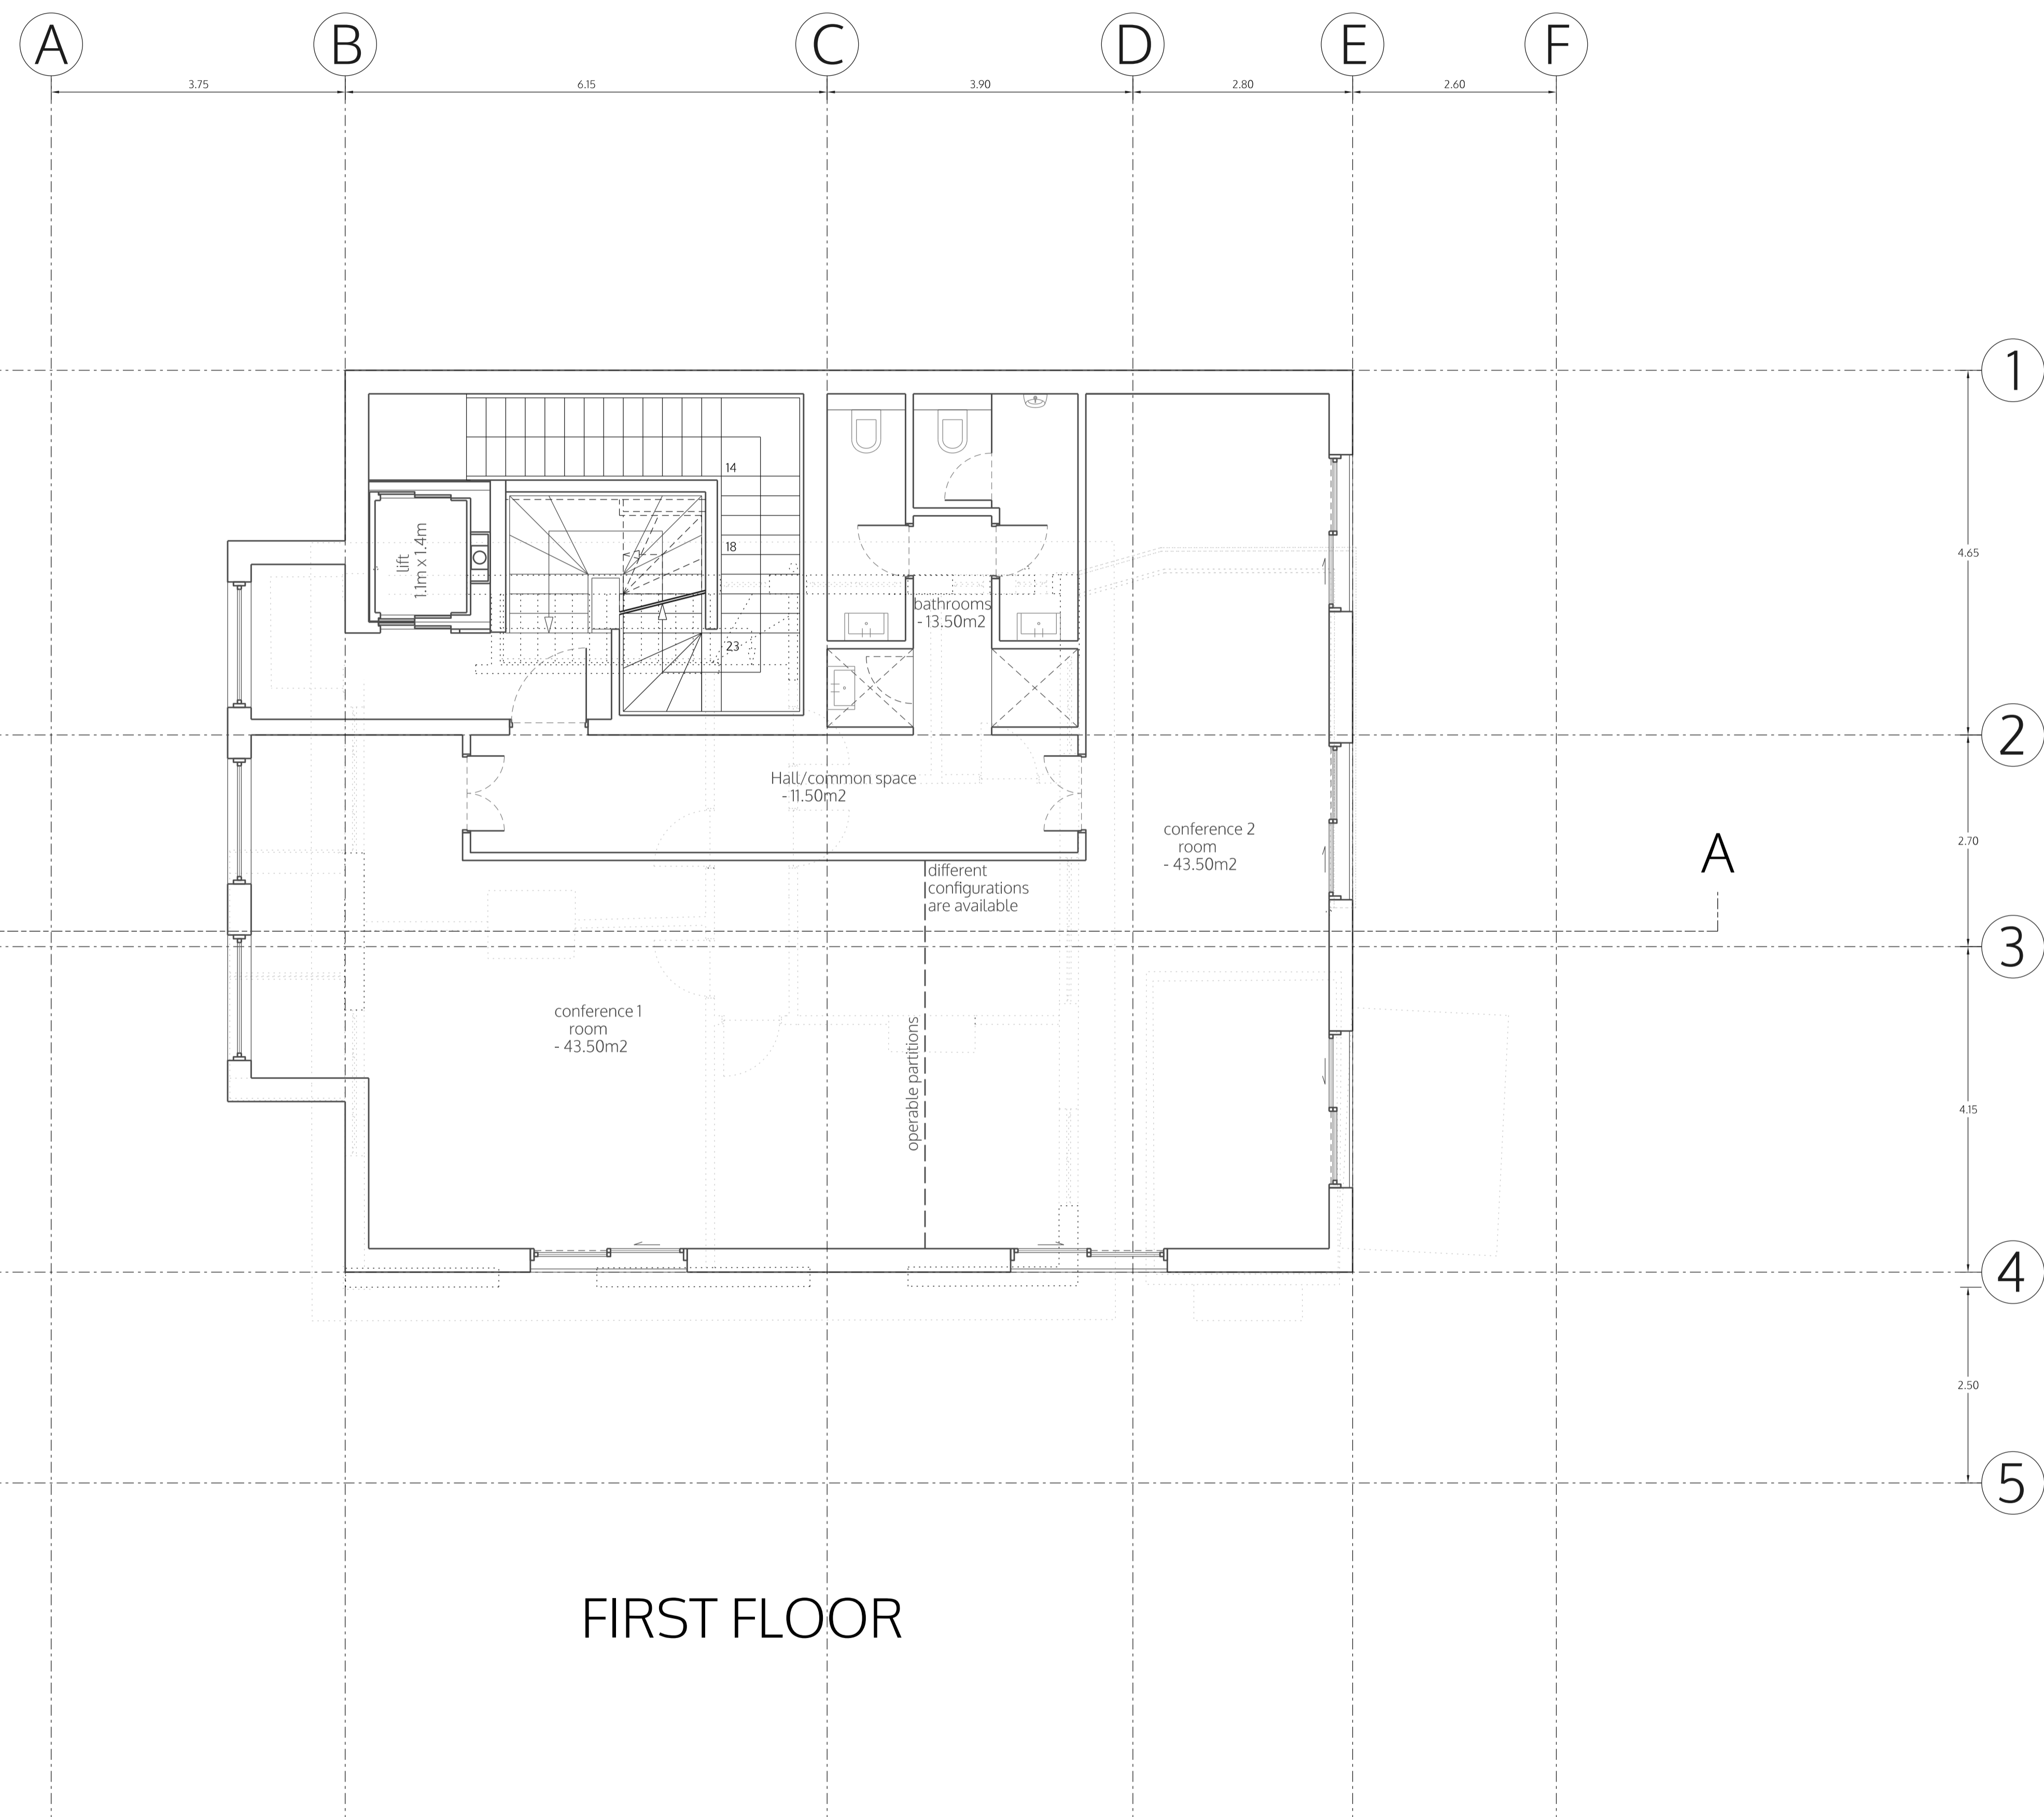 A
B
C
D
E
F
3.75
6.15
3.90
2.80
2.60
1
14
18
lift
1.1m x 1.4m
4.65
bathrooms
- 13.50m2
23
2
Hall/common space
- 11.50m2
conference 2
room
- 43.50m2
2.70
A
different
configurations
are available
3
conference 1
room
- 43.50m2
operable partitions
4.15
4
2.50
5
FIRST FLOOR